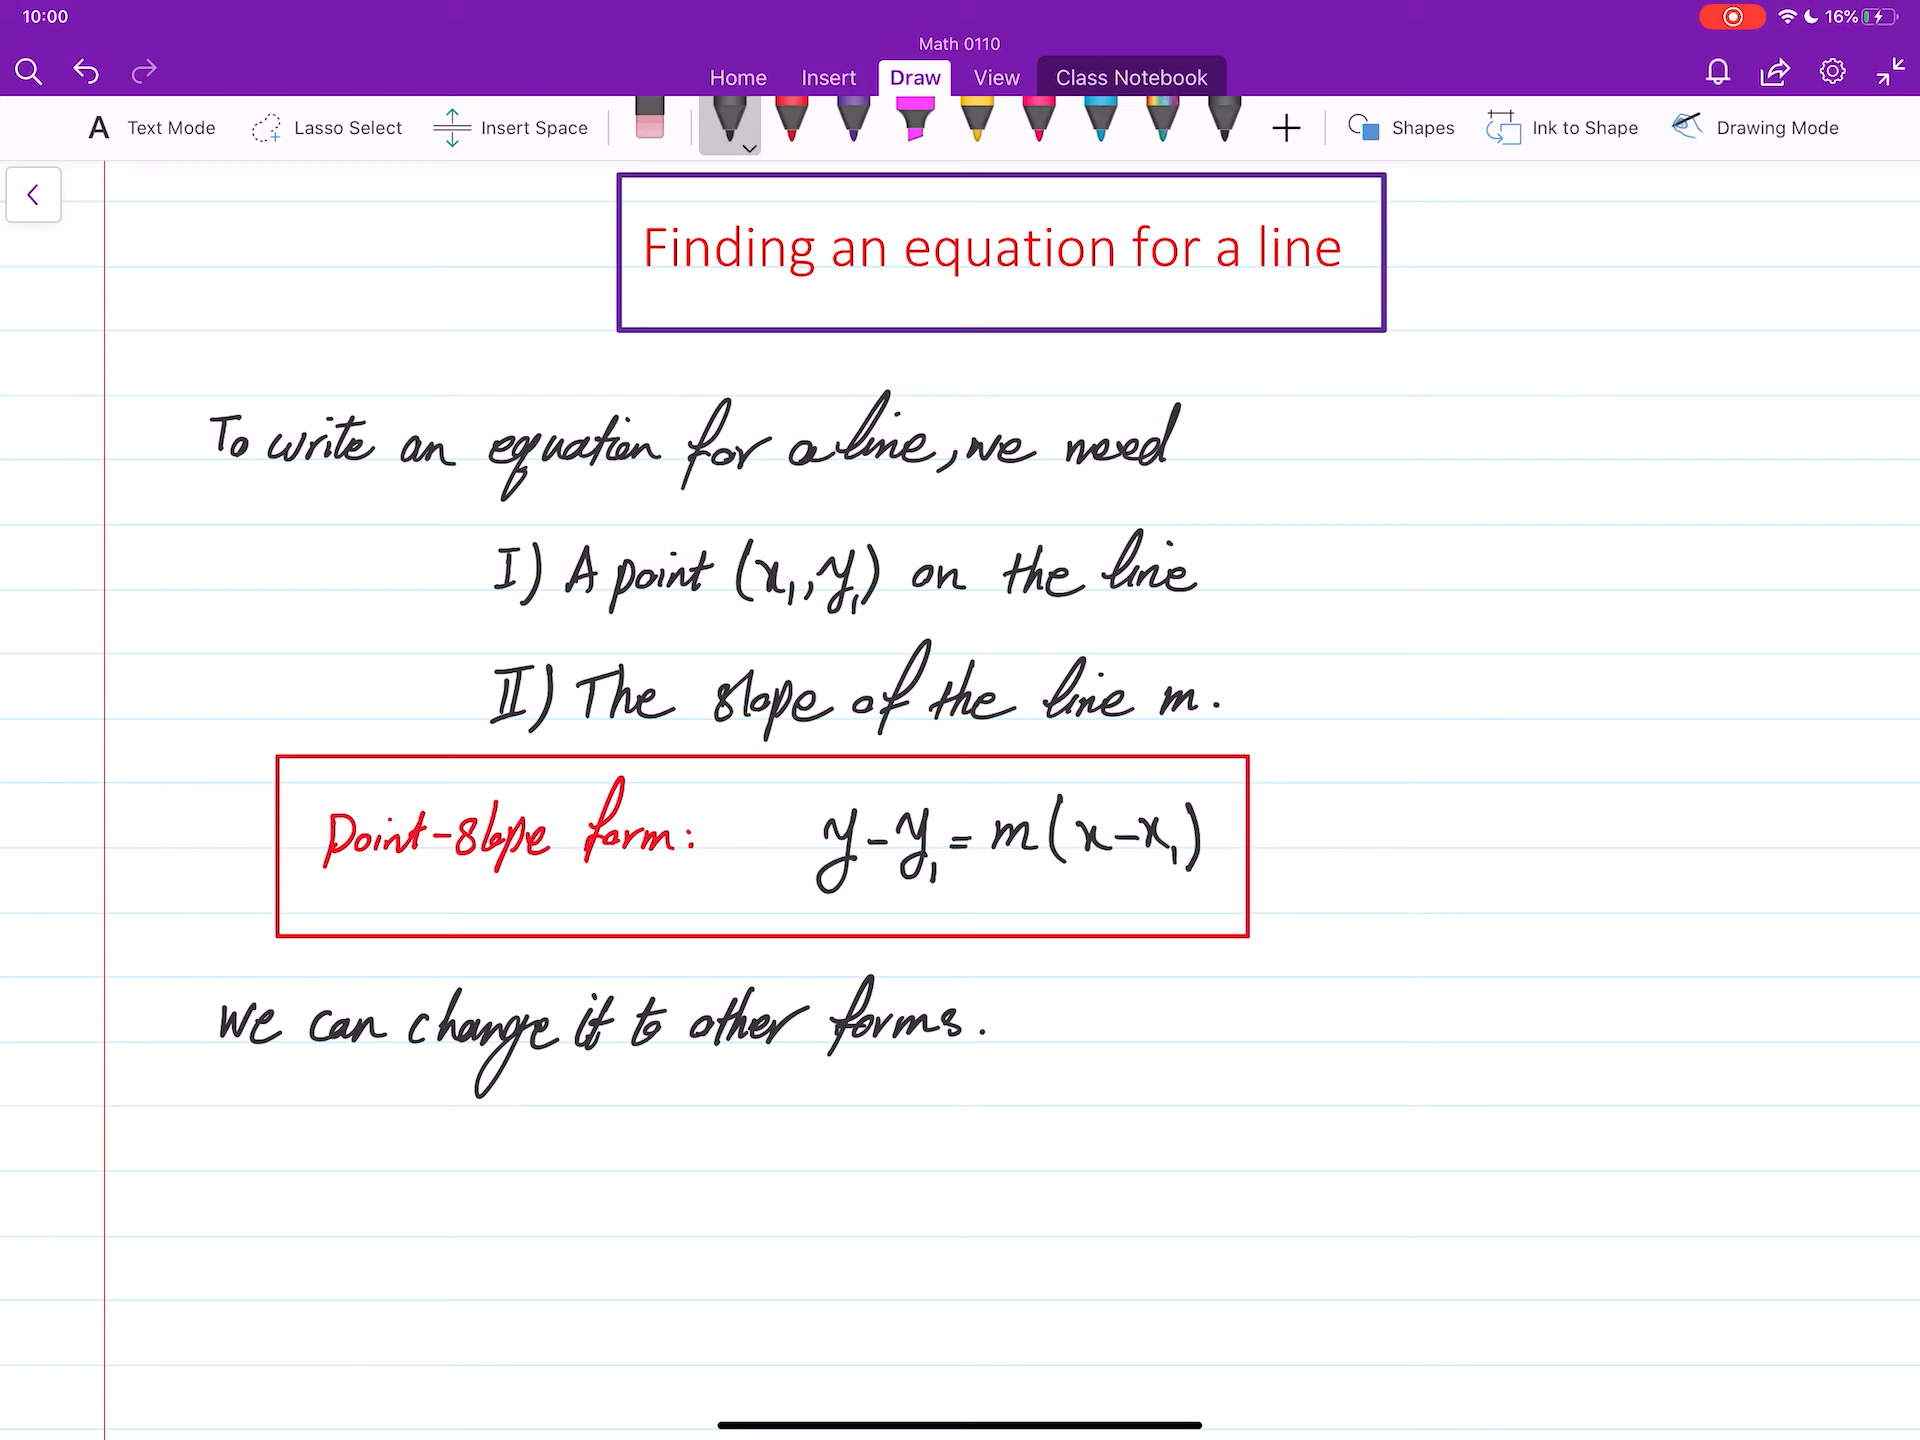 10:00
16%
Math 0110
Home Insert Draw View Class Notebook
A Text Mode Lasso Select Insert Space Shapes Ink to Shape Drawing Mode
Finding an equation for a line
To write an equation for a line, we need
I) A point (x₁, y₁) on the line
II) The slope of the line m.
Point-slope form: y - y₁ = m(x - x₁)
We can change it to other forms.